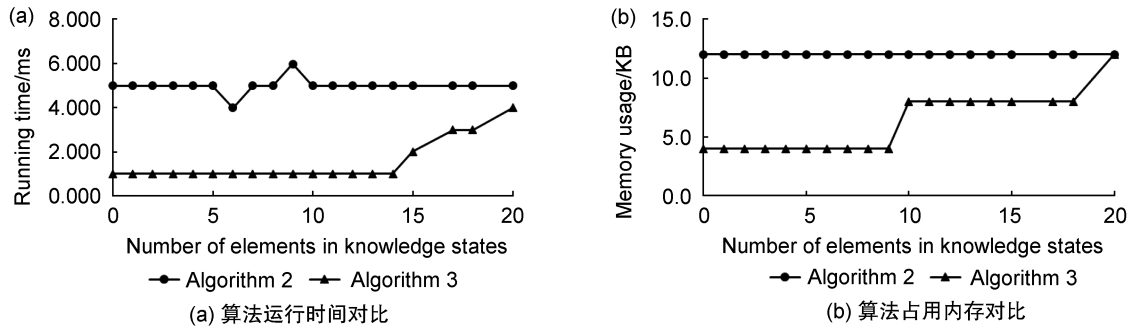 (a)
8.000
6.000
4.000
2.000
0.000
Running time/ms
0 5 10 15 20
Number of elements in knowledge states
Algorithm 2 Algorithm 3
(a) 算法运行时间对比
(b)
15.0
10.0
5.0
0.0
Memory usage/KB
0 5 10 15 20
Number of elements in knowledge states
Algorithm 2 Algorithm 3
(b) 算法占用内存对比